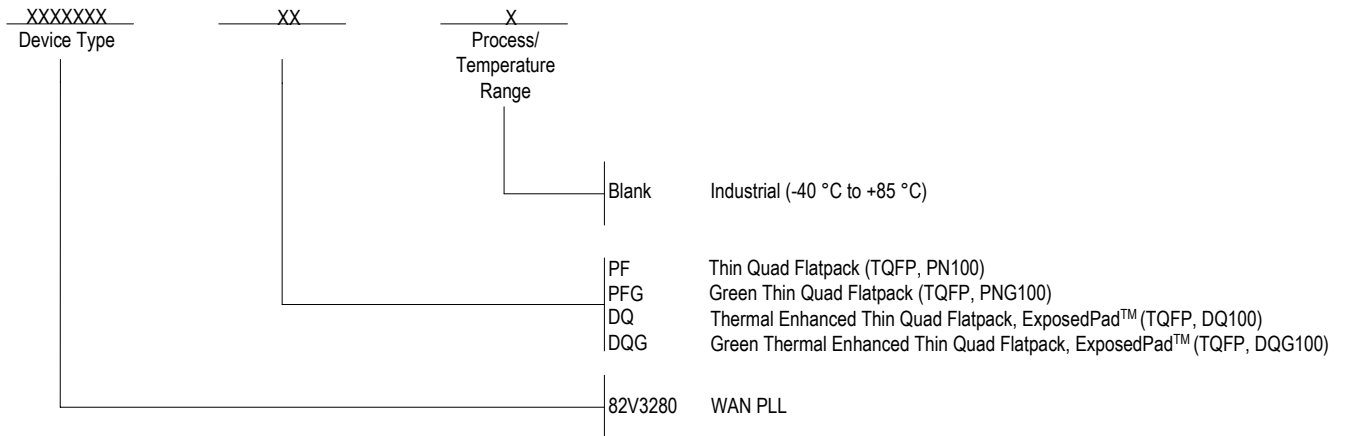 XXXXXXX XX X
Device Type Process/
Temperature
Range
Blank Industrial (-40 °C to +85 °C)
PF Thin Quad Flatpack (TQFP, PN100)
PFG Green Thin Quad Flatpack (TQFP, PNG100)
DQ Thermal Enhanced Thin Quad Flatpack, ExposedPad™ (TQFP, DQ100)
DQG Green Thermal Enhanced Thin Quad Flatpack, ExposedPad™ (TQFP, DQG100)
82V3280 WAN PLL